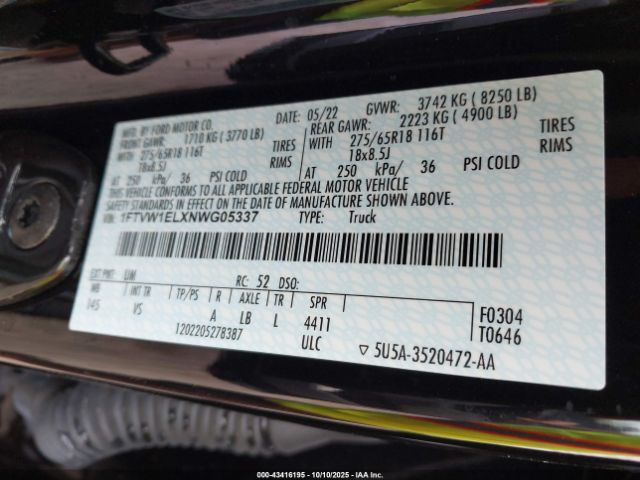 MFD. BY FORD MOTOR CO. DATE: 05/22 GVWR: 3742 KG ( 8250 LB)
FRONT GAWR: 1710 KG ( 3770 LB) REAR GAWR: 2223 KG ( 4900 LB)
WITH 275/65R18 116T TIRES WITH 275/65R18 116T TIRES
18x8.5J RIMS 18x8.5J RIMS
AT 250 kPa/ 36 PSI COLD AT 250 kPa/ 36 PSI COLD
THIS VEHICLE CONFORMS TO ALL APPLICABLE FEDERAL MOTOR VEHICLE
SAFETY STANDARDS IN EFFECT ON THE DATE OF MANUFACTURE SHOWN ABOVE.
VIN: 1FTVW1ELXNWG05337 TYPE: Truck
EXT PNT: UM RC: 52 DSO:
WB INT TR TP/PS R AXLE TR SPR
145 VS A LB L 4411
1202205278387 ULC
F0304
T0646
▽ 5U5A-3520472-AA
000-43416195 - 10/10/2025 - IAA Inc.